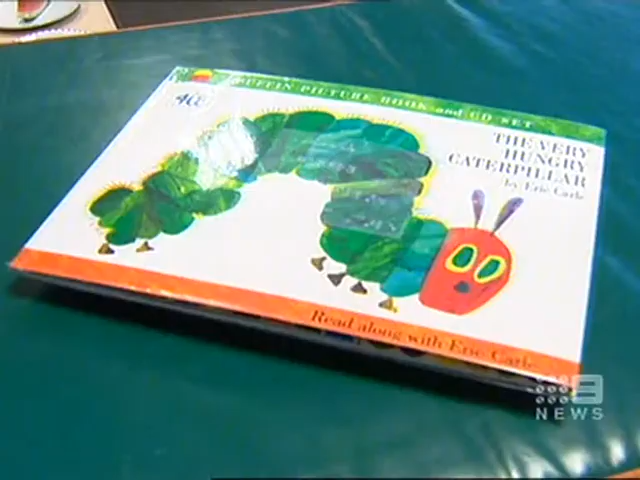 PUFFIN PICTURE BOOK and CD SET
THE VERY
HUNGRY
CATERPILLAR
by Eric Carle
Read along with Eric Carle
9
NEWS